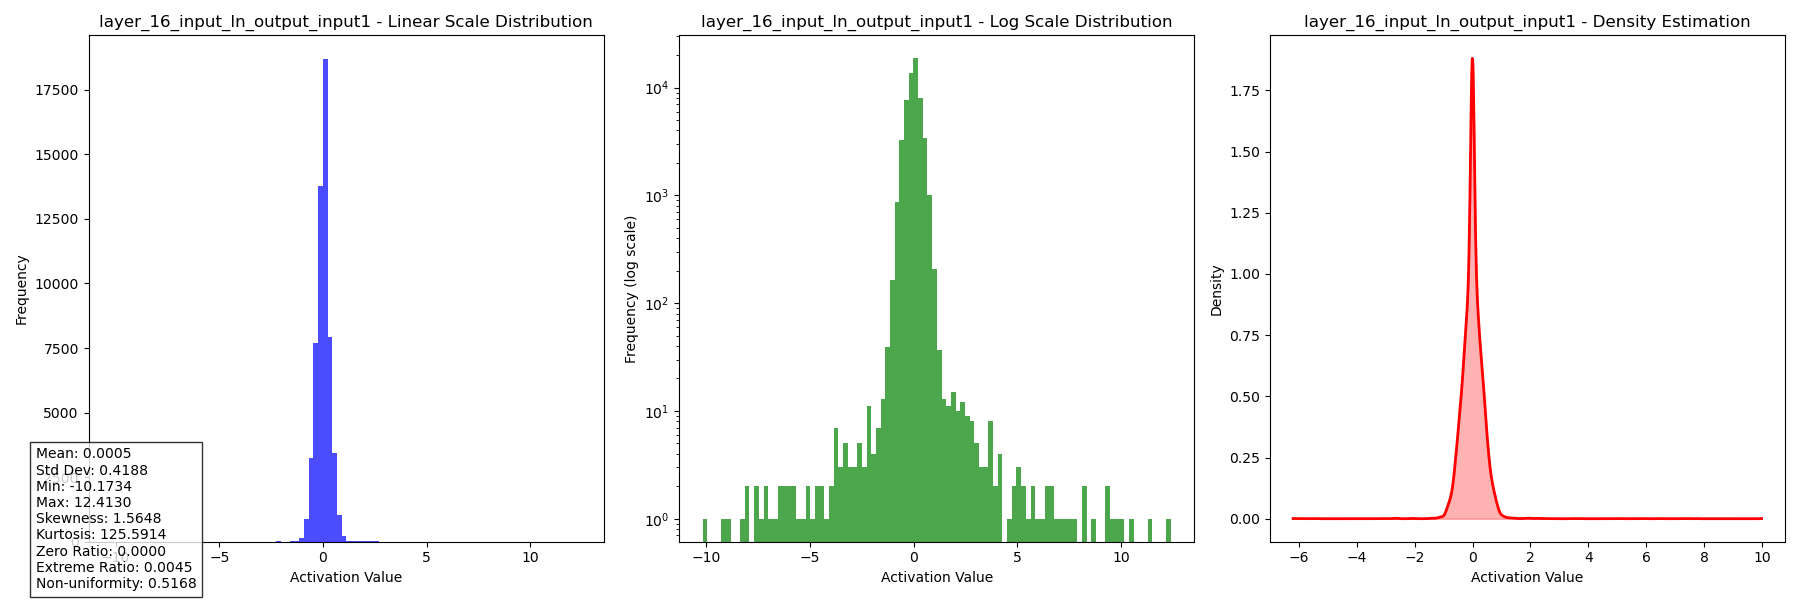 layer_16_input_ln_output_input1 - Linear Scale Distribution
17500
15000
12500
10000
7500
5000
2500
0
Frequency
−10
−5
0
5
10
Activation Value
Mean: 0.0005
Std Dev: 0.4188
Min: -10.1734
Max: 12.4130
Skewness: 1.5648
Kurtosis: 125.5914
Zero Ratio: 0.0000
Extreme Ratio: 0.0045
Non-uniformity: 0.5168
layer_16_input_ln_output_input1 - Log Scale Distribution
10⁴
10³
10²
10¹
10⁰
Frequency (log scale)
−10
−5
0
5
10
Activation Value
layer_16_input_ln_output_input1 - Density Estimation
1.75
1.50
1.25
1.00
0.75
0.50
0.25
0.00
Density
−6
−4
−2
0
2
4
6
8
10
Activation Value